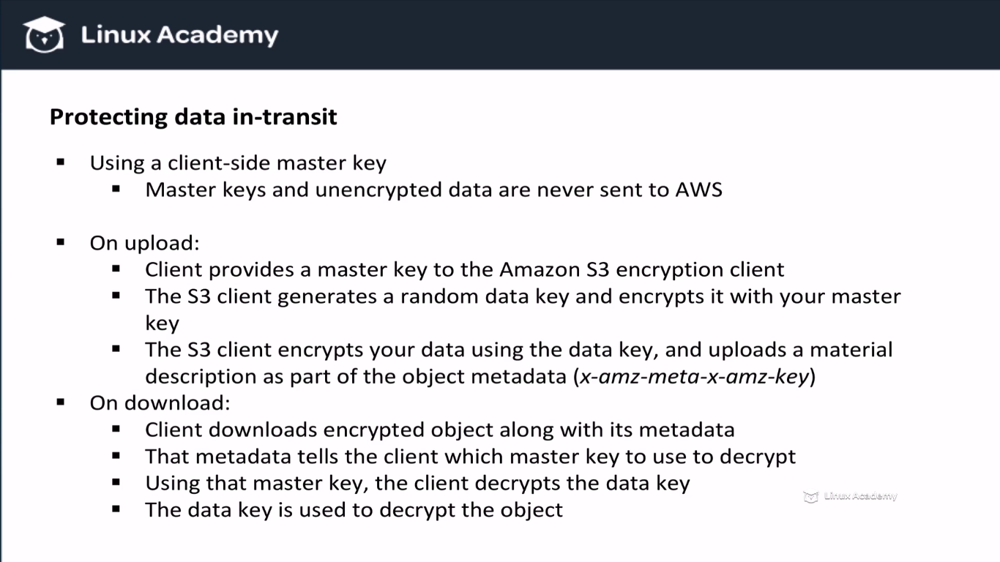 Linux Academy
Protecting data in-transit
▪ Using a client-side master key
▪ Master keys and unencrypted data are never sent to AWS
▪ On upload:
▪ Client provides a master key to the Amazon S3 encryption client
▪ The S3 client generates a random data key and encrypts it with your master
key
▪ The S3 client encrypts your data using the data key, and uploads a material
description as part of the object metadata (x-amz-meta-x-amz-key)
▪ On download:
▪ Client downloads encrypted object along with its metadata
▪ That metadata tells the client which master key to use to decrypt
▪ Using that master key, the client decrypts the data key
▪ The data key is used to decrypt the object
Linux Academy